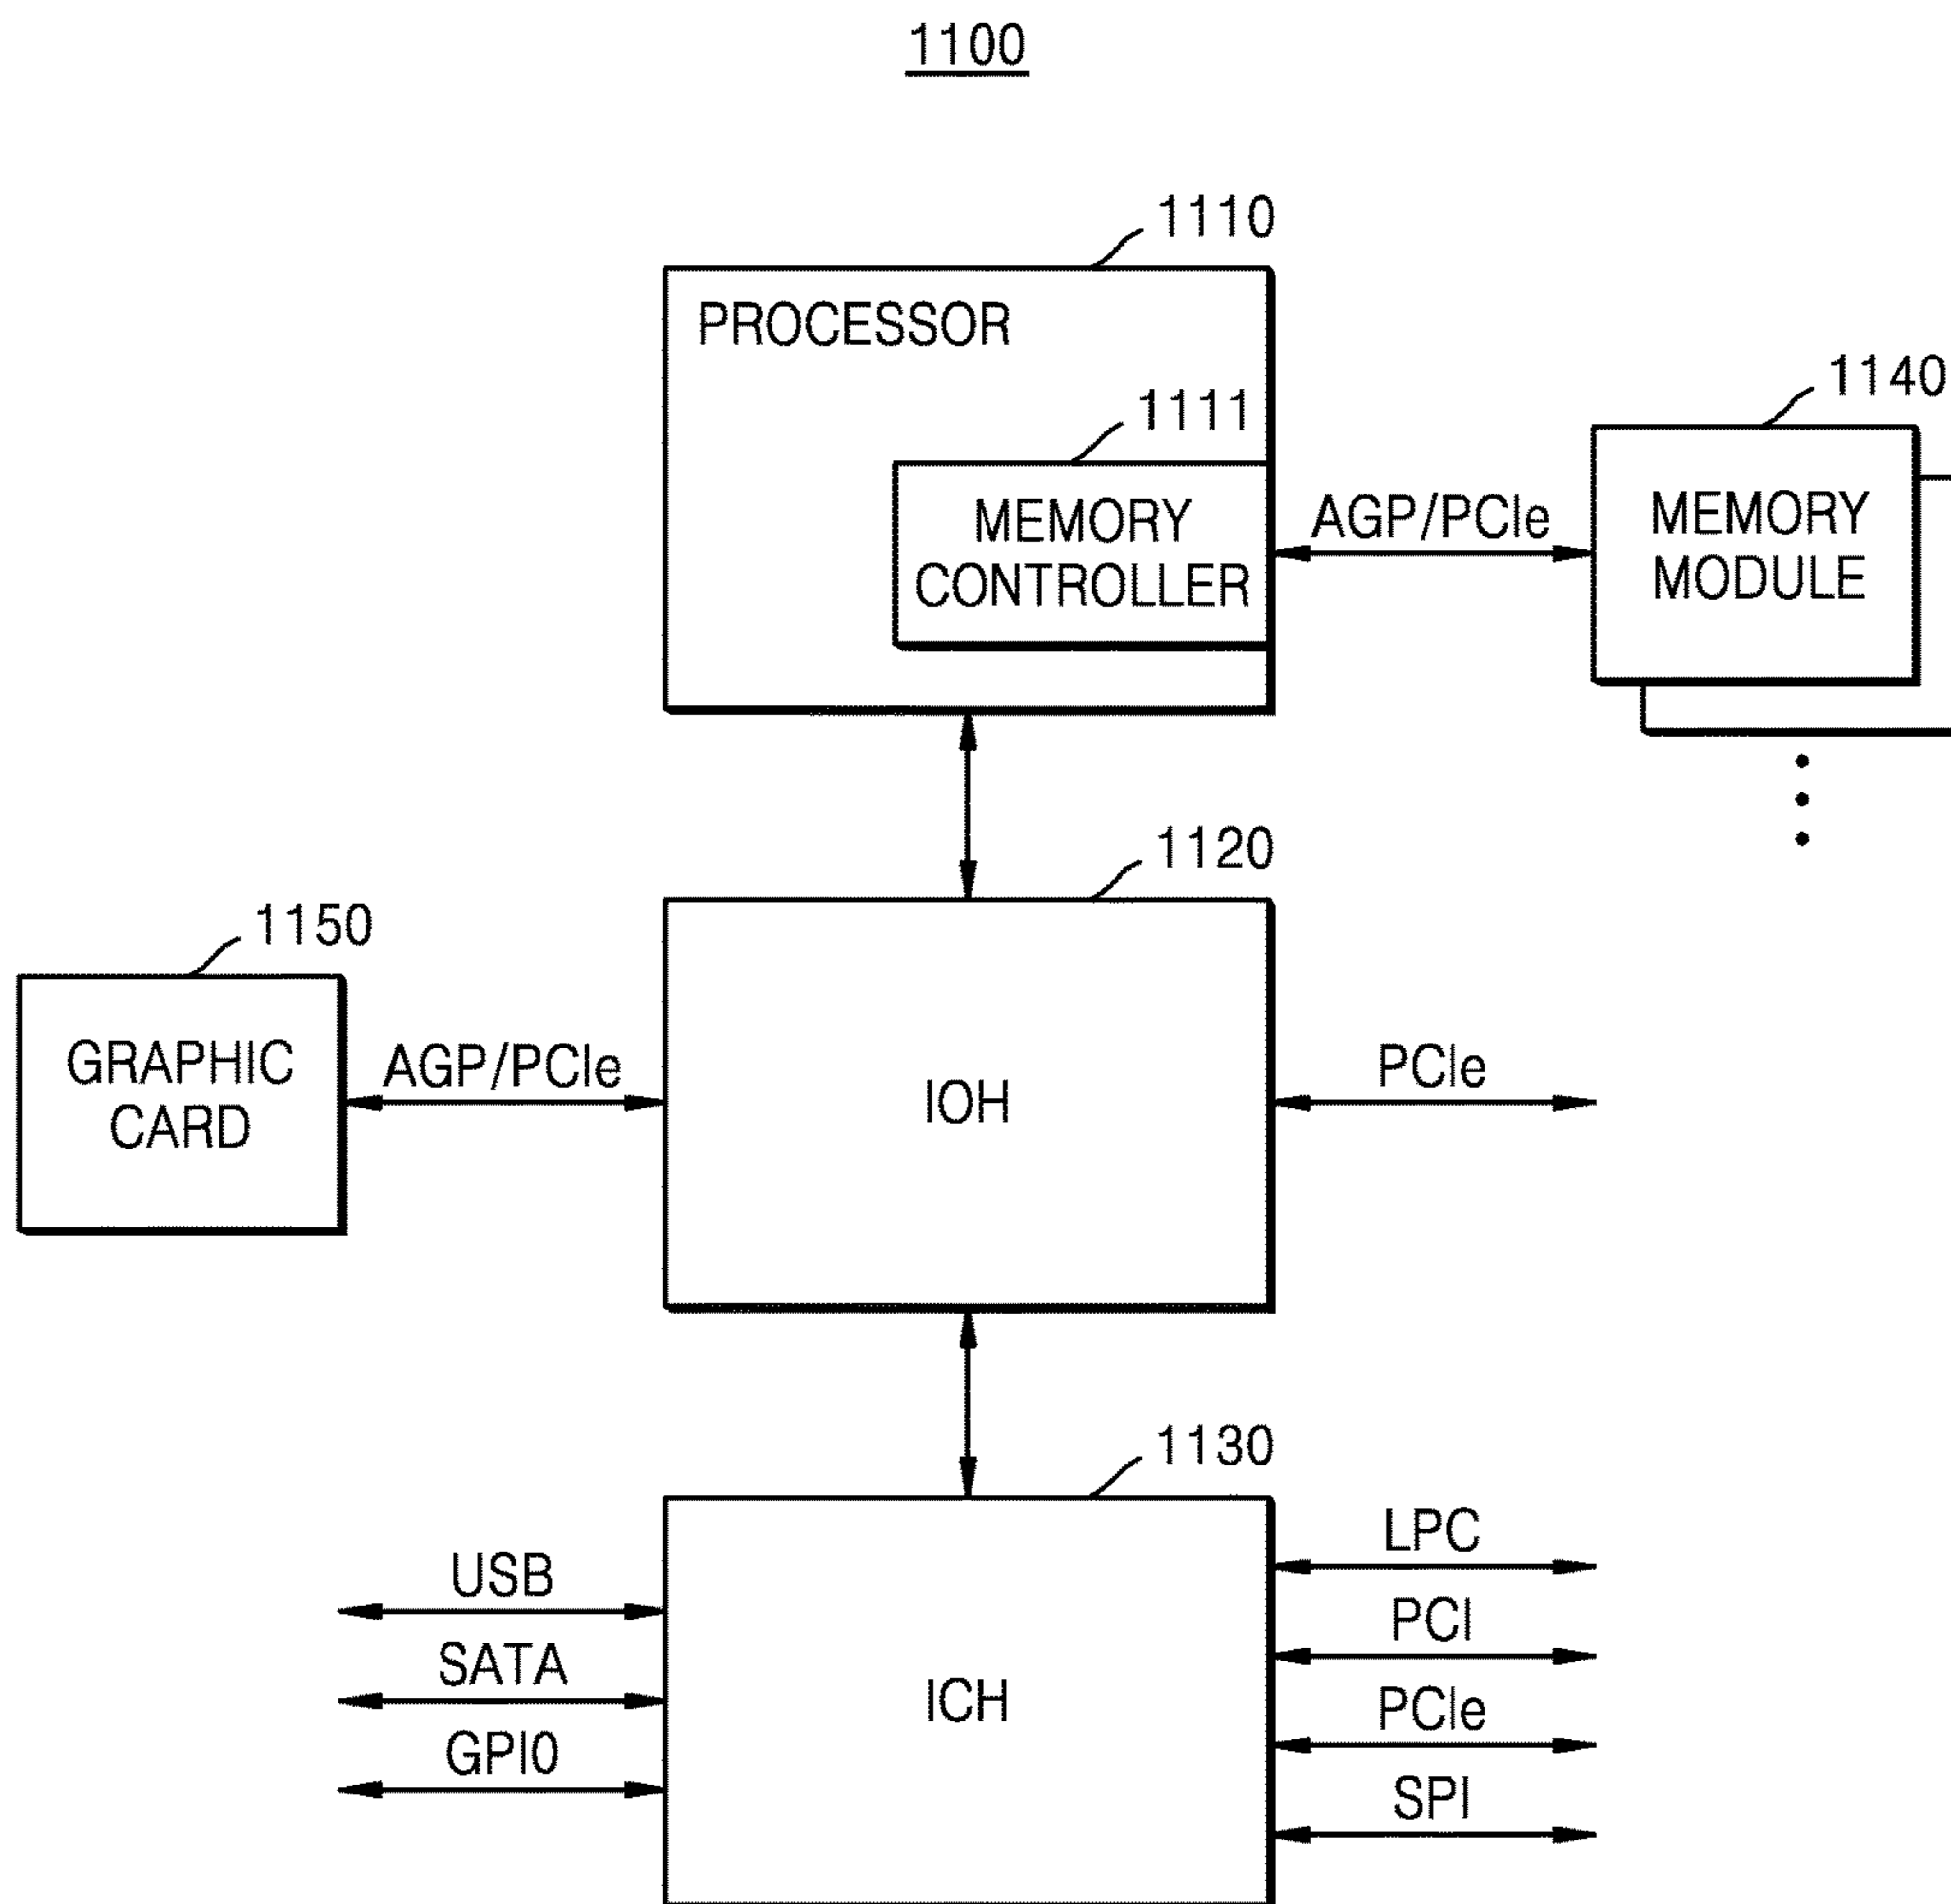 1100
1110
PROCESSOR
1111
MEMORY
CONTROLLER
AGP/PCIe
1140
MEMORY
MODULE
1120
1150
GRAPHIC
CARD
AGP/PCIe
IOH
PCIe
1130
USB
SATA
GPI0
ICH
LPC
PCI
PCIe
SPI